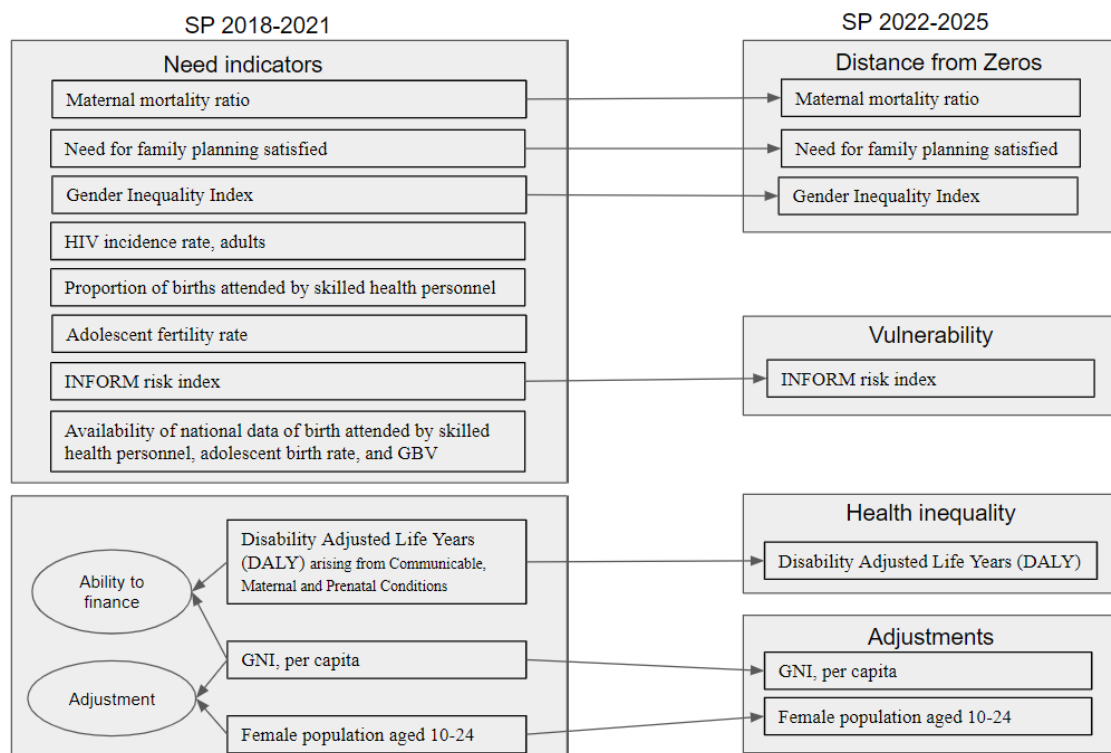 SP 2018-2021
Need indicators
Maternal mortality ratio
Need for family planning satisfied
Gender Inequality Index
HIV incidence rate, adults
Proportion of births attended by skilled health personnel
Adolescent fertility rate
INFORM risk index
Availability of national data of birth attended by skilled
health personnel, adolescent birth rate, and GBV
Disability Adjusted Life Years
(DALY) arising from Communicable,
Maternal and Prenatal Conditions
Ability to
finance
GNI, per capita
Adjustment
Female population aged 10-24
SP 2022-2025
Distance from Zeros
Maternal mortality ratio
Need for family planning satisfied
Gender Inequality Index
Vulnerability
INFORM risk index
Health inequality
Disability Adjusted Life Years (DALY)
Adjustments
GNI, per capita
Female population aged 10-24